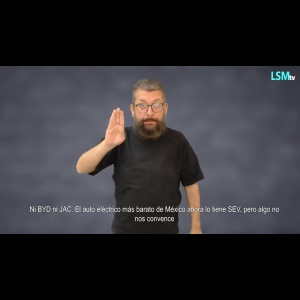 LSMtv
Ni BYD ni JAC. El auto eléctrico más barato de México ahora lo tiene SEV, pero algo no
nos convence